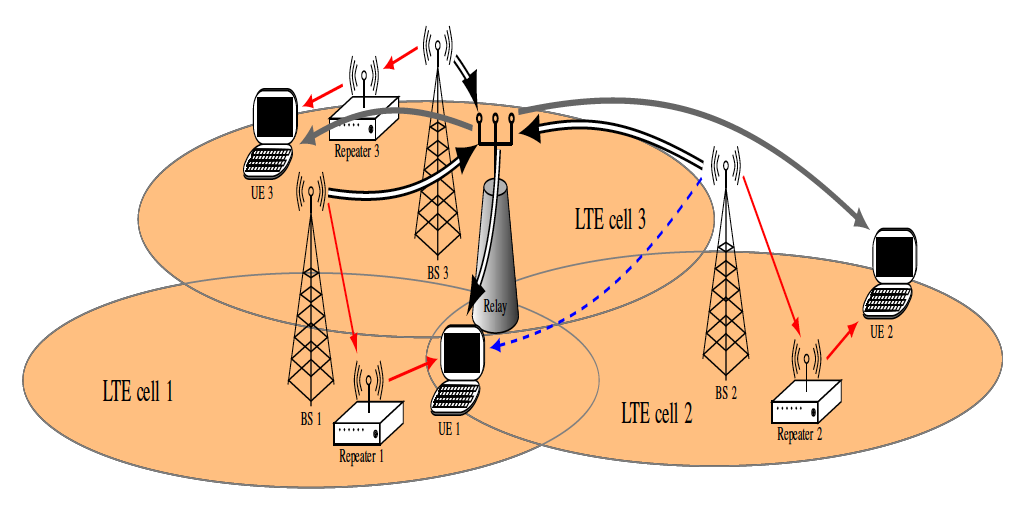 Repeater 3
UE 3
LTE cell 3
BS 3
Relay
UE 2
LTE cell 1
BS 1
BS 2
LTE cell 2
UE 1
Repeater 2
Repeater 1